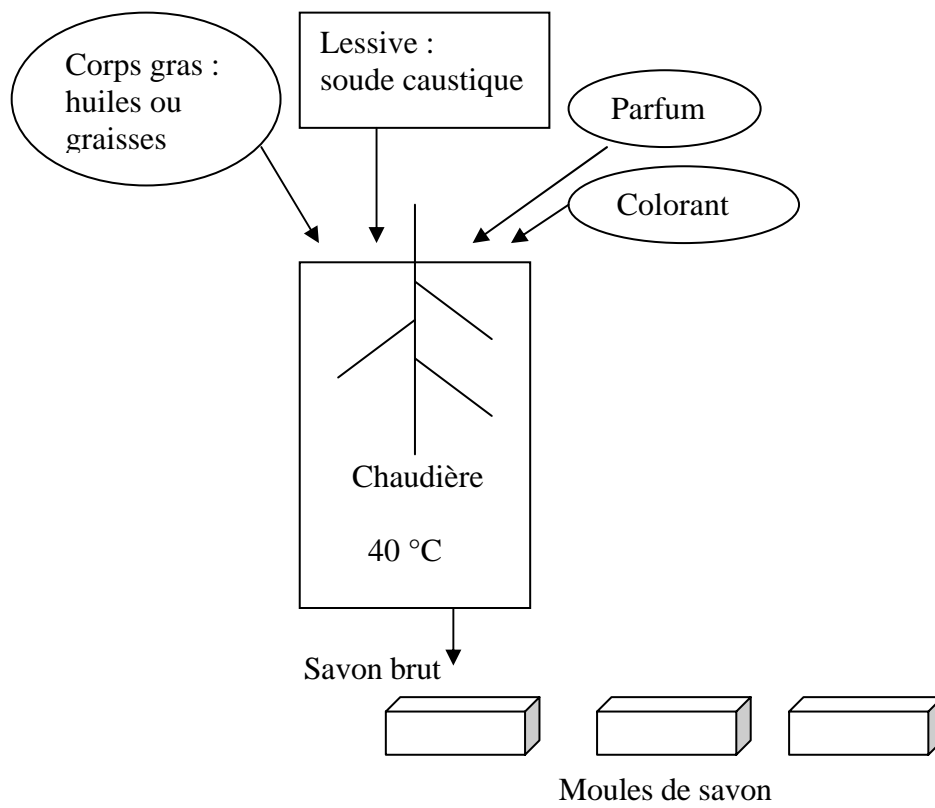 Corps gras :
huiles ou
graisses
Lessive :
soude caustique
Parfum
Colorant
Chaudière
40 °C
Savon brut
Moules de savon